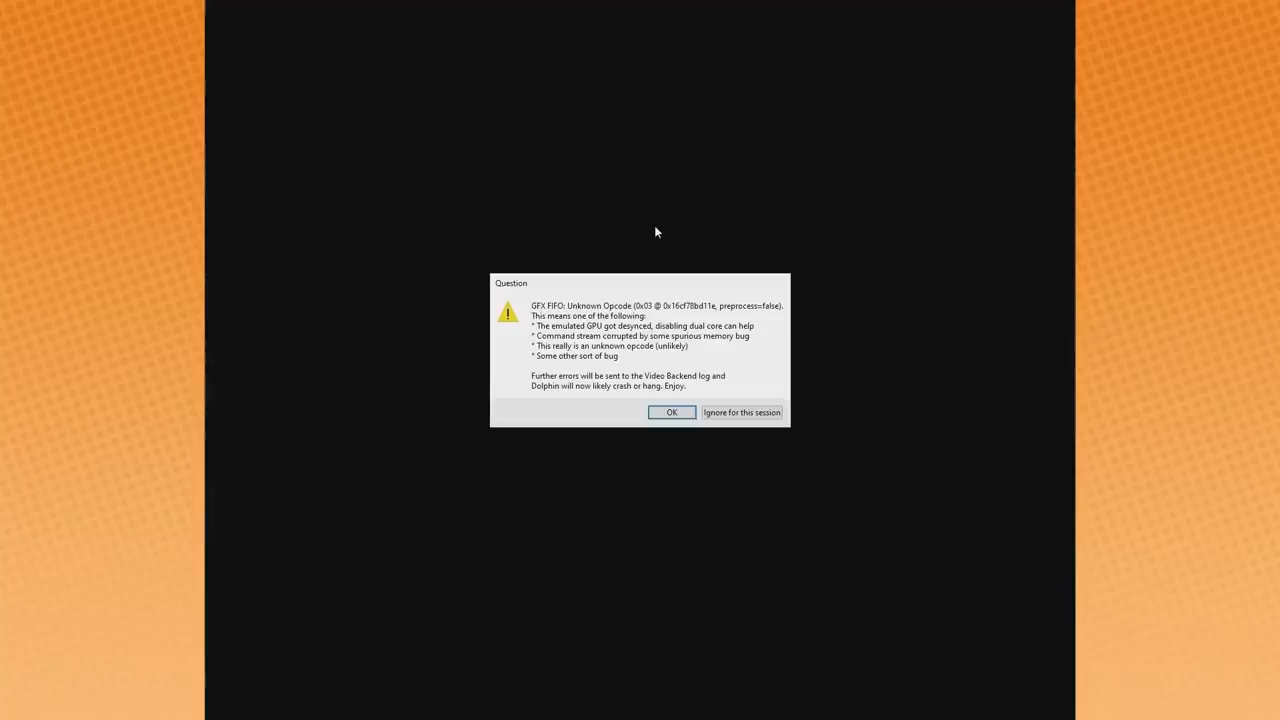 Question
GFX FIFO: Unknown Opcode (0x03 @ 0x16cf78bd11e, preprocess=false).
This means one of the following:
* The emulated GPU got desynced, disabling dual core can help
* Command stream corrupted by some spurious memory bug
* This really is an unknown opcode (unlikely)
* Some other sort of bug
Further errors will be sent to the Video Backend log and
Dolphin will now likely crash or hang. Enjoy.
OK Ignore for this session